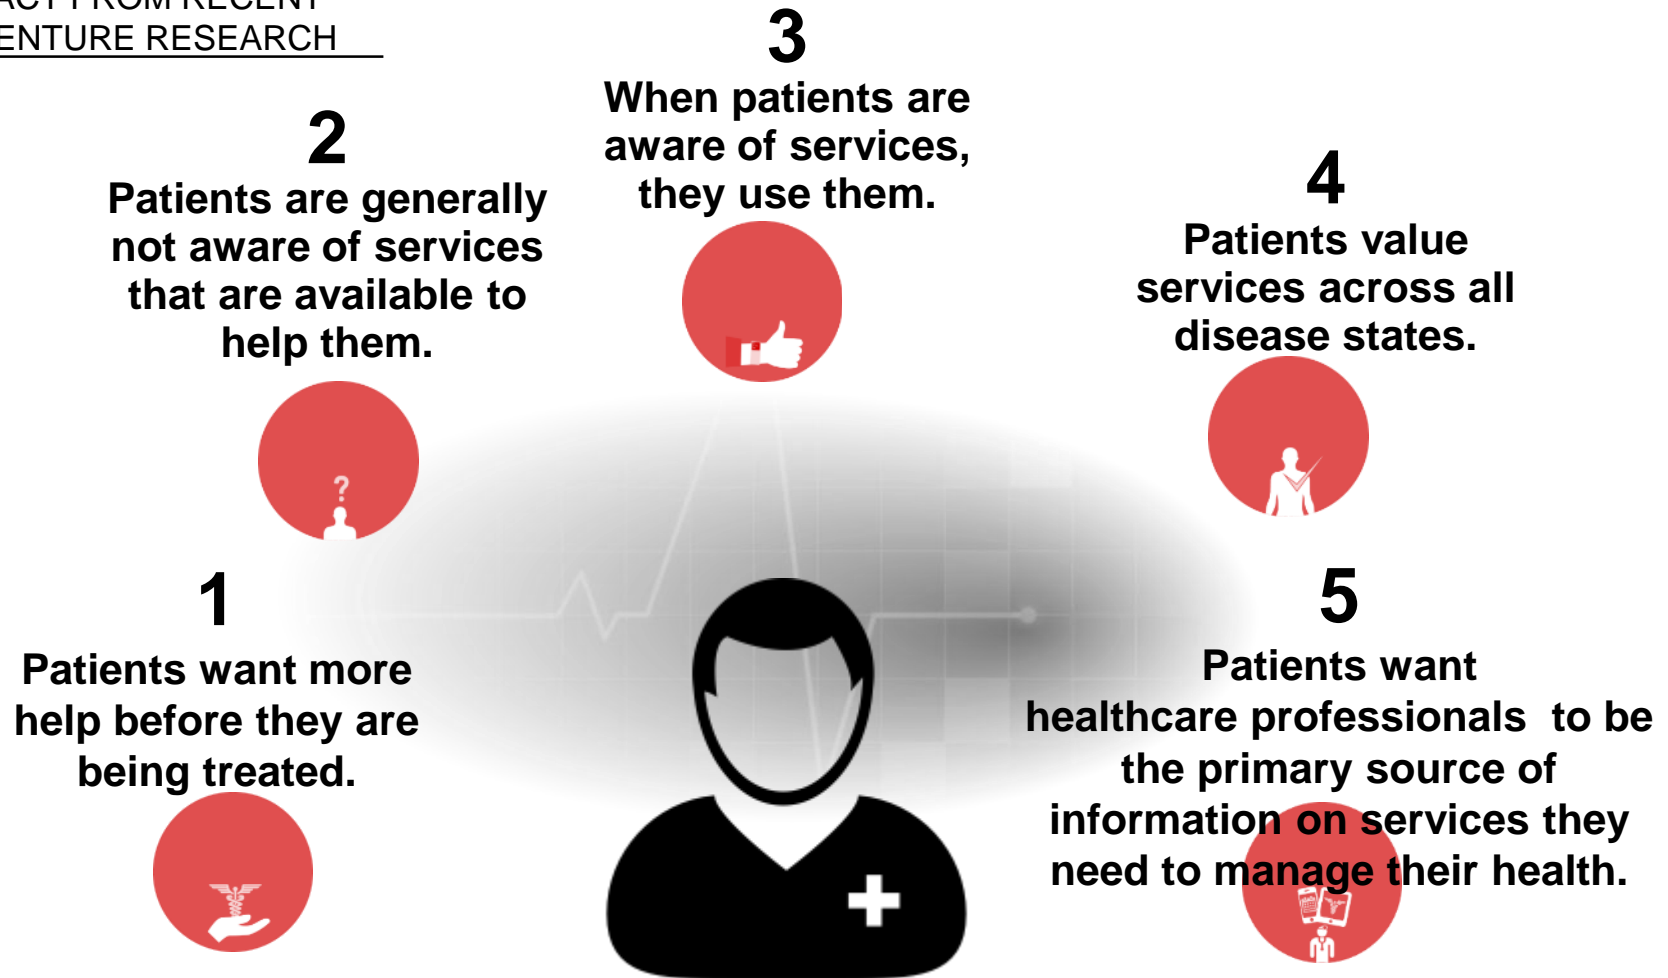 FROM RECENT
RESEARCH
1
Patients want more
help before they are
being treated.
2
Patients are generally
not aware of services
that are available to
help them.
3
When patients are
aware of services,
they use them.
4
Patients value
services across all
disease states.
5
Patients want
healthcare professionals to be
the primary source of
information on services they
need to manage their health.
?